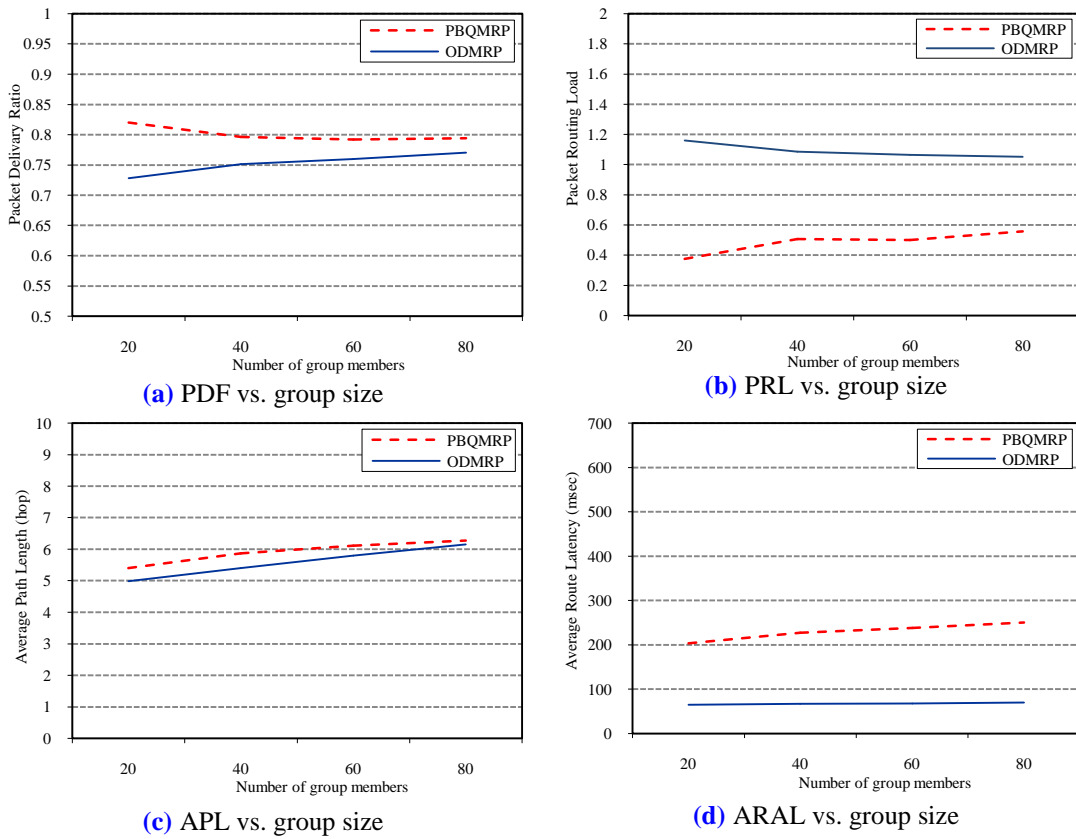 1
0.95
0.9
0.85
0.8
0.75
0.7
0.65
0.6
0.55
0.5
Packet Delivary Ratio
PBQMRP
ODMRP
20 40 60 80
Number of group members
(a) PDF vs. group size
2
1.8
1.6
1.4
1.2
1
0.8
0.6
0.4
0.2
0
Packet Routing Load
PBQMRP
ODMRP
20 40 60 80
Number of group members
(b) PRL vs. group size
10
9
8
7
6
5
4
3
2
1
0
Average Path Length (hop)
PBQMRP
ODMRP
20 40 60 80
Number of group members
(c) APL vs. group size
700
600
500
400
300
200
100
0
Average Route Latency (msec)
PBQMRP
ODMRP
20 40 60 80
Number of group members
(d) ARAL vs. group size